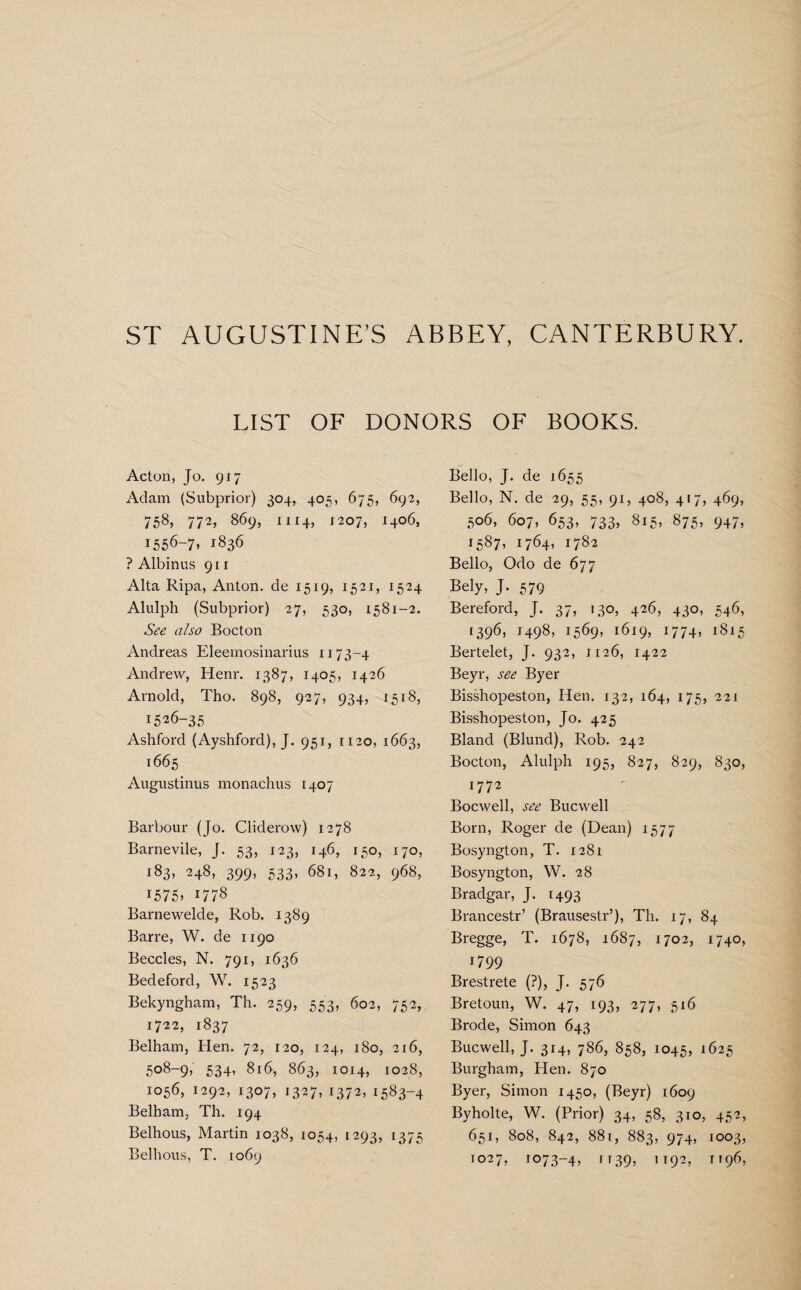 ST AUGUSTINE'S ABBEY, CANTERBURY.
LIST OF DONORS OF BOOKS.
Acton, Jo. 917
Adam (Subprior) 304, 405, 675, 692,
758, 772, 869, 1114, 1207, 1406,
1556-7, 1836
? Albinus 911
Alta Ripa, Anton. de 1519, 1521, 1524
Alulph (Subprior) 27, 530, 1581-2.
See also Bocton
Andreas Eleemosinarius 1173-4
Andrew, Henr. 1387, 1405, 1426
Arnold, Tho. 898, 927, 934, 1518,
1526-35
Ashford (Ayshford), J. 951, 1120, 1663,
1665
Augustinus monachus 1407
Barbour (Jo. Cliderow) 1278
Barnevile, J. 53, 123, 146, 150, 170,
183, 248, 399, 533, 681, 822, 968,
1575, 1778
Barnewelde, Rob. 1389
Barre, W. de 1190
Beccles, N. 791, 1636
Bedeford, W. 1523
Bekyngham, Th. 259, 553, 602, 752,
1722, 1837
Belham, Hen. 72, 120, 124, 180, 216,
508-9, 534, 816, 863, 1014, 1028,
1056, 1292, 1307, 1327, 1372, 1583-4
Belham, Th. 194
Belhous, Martin 1038, 1054, 1293, 1375
Belhous, T. 1069
Bello, J. de 1655
Bello, N. de 29, 55, 91, 408, 417, 469,
506, 607, 653, 733, 815, 875, 947,
1587, 1764, 1782
Bello, Odo de 677
Bely, J. 579
Bereford, J. 37, 130, 426, 430, 546,
1396, 1498, 1569, 1619, 1774, 1815
Bertelet, J. 932, 1126, 1422
Beyr, see Byer
Bisshopeston, Hen. 132, 164, 175, 221
Bisshopeston, Jo. 425
Bland (Blund), Rob. 242
Bocton, Alulph 195, 827, 829, 830,
1772
Bocwell, see Bucwell
Born, Roger de (Dean) 1577
Bosyngton, T. 1281
Bosyngton, W. 28
Bradgar, J. 1493
Brancestr' (Brausestr'), Th. 17, 84
Bregge, T. 1678, 1687, 1702, 1740,
1799
Brestrete (?), J. 576
Bretoun, W. 47, 193, 277, 516
Brode, Simon 643
Bucwell, J. 314, 786, 858, 1045, 1625
Burgham, Hen. 870
Byer, Simon 1450, (Beyr) 1609
Byholte, W. (Prior) 34, 58, 310, 452,
651, 808, 842, 881, 883, 974, 1003,
1027, 1073-4, 1139, 1192, 1196,